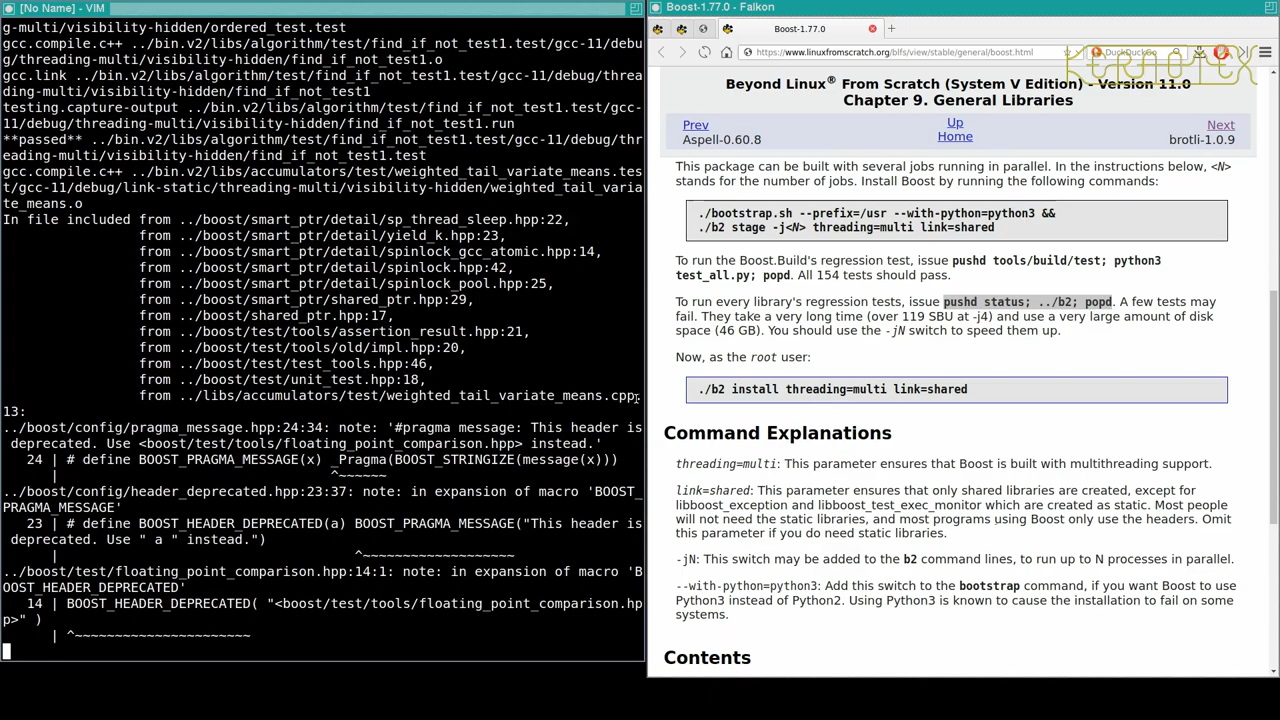 [No Name] - VIM
g-multi/visibility-hidden/ordered_test.test
gcc.compile.c++ ../bin.v2/libs/algorithm/test/find_if_not_test1.test/gcc-11/debu
g/threading-multi/visibility-hidden/find_if_not_test1.o
gcc.link ../bin.v2/libs/algorithm/test/find_if_not_test1.test/gcc-11/debug/threa
ding-multi/visibility-hidden/find_if_not_test1
testing.capture-output ../bin.v2/libs/algorithm/test/find_if_not_test1.test/gcc-
11/debug/threading-multi/visibility-hidden/find_if_not_test1.run
**passed** ../bin.v2/libs/algorithm/test/find_if_not_test1.test/gcc-11/debug/thr
eading-multi/visibility-hidden/find_if_not_test1.test
gcc.compile.c++ ../bin.v2/libs/accumulators/test/weighted_tail_variate_means.tes
t/gcc-11/debug/link-static/threading-multi/visibility-hidden/weighted_tail_varia
te_means.o
In file included from ../boost/smart_ptr/detail/sp_thread_sleep.hpp:22,
from ../boost/smart_ptr/detail/yield_k.hpp:23,
from ../boost/smart_ptr/detail/spinlock_gcc_atomic.hpp:14,
from ../boost/smart_ptr/detail/spinlock.hpp:42,
from ../boost/smart_ptr/detail/spinlock_pool.hpp:25,
from ../boost/smart_ptr/shared_ptr.hpp:29,
from ../boost/shared_ptr.hpp:17,
from ../boost/test/tools/assertion_result.hpp:21,
from ../boost/test/tools/old/impl.hpp:20,
from ../boost/test/test_tools.hpp:46,
from ../boost/test/unit_test.hpp:18,
from ../libs/accumulators/test/weighted_tail_variate_means.cpp:
13:
../boost/config/pragma_message.hpp:24:34: note: '#pragma message: This header is
deprecated. Use <boost/test/tools/floating_point_comparison.hpp> instead.'
24 | # define BOOST_PRAGMA_MESSAGE(x) _Pragma(BOOST_STRINGIZE(message(x)))
| ^~~~~~~
../boost/config/header_deprecated.hpp:23:37: note: in expansion of macro 'BOOST_
PRAGMA_MESSAGE'
23 | # define BOOST_HEADER_DEPRECATED(a) BOOST_PRAGMA_MESSAGE("This header is
deprecated. Use " a " instead.")
| ^~~~~~~~~~~~~~~~~~~~
../boost/test/floating_point_comparison.hpp:14:1: note: in expansion of macro 'B
OOST_HEADER_DEPRECATED'
14 | BOOST_HEADER_DEPRECATED( "<boost/test/tools/floating_point_comparison.hp
p>" )
| ^~~~~~~~~~~~~~~~~~~~~~~
Boost-1.77.0 - Falkon
Boost-1.77.0
https://www.linuxfromscratch.org/blfs/view/stable/general/boost.html
DuckDuckGo
KERNOTEX
Beyond Linux® From Scratch (System V Edition) - Version 11.0
Chapter 9. General Libraries
Prev Up Next
Aspell-0.60.8 Home brotli-1.0.9
This package can be built with several jobs running in parallel. In the instructions below, <N>
stands for the number of jobs. Install Boost by running the following commands:
./bootstrap.sh --prefix=/usr --with-python=python3 &&
./b2 stage -j<N> threading=multi link=shared
To run the Boost.Build's regression test, issue pushd tools/build/test; python3
test_all.py; popd. All 154 tests should pass.
To run every library's regression tests, issue pushd status; ../b2; popd. A few tests may
fail. They take a very long time (over 119 SBU at -j4) and use a very large amount of disk
space (46 GB). You should use the -jN switch to speed them up.
Now, as the root user:
./b2 install threading=multi link=shared
Command Explanations
threading=multi: This parameter ensures that Boost is built with multithreading support.
link=shared: This parameter ensures that only shared libraries are created, except for
libboost_exception and libboost_test_exec_monitor which are created as static. Most people
will not need the static libraries, and most programs using Boost only use the headers. Omit
this parameter if you do need static libraries.
-jN: This switch may be added to the b2 command lines, to run up to N processes in parallel.
--with-python=python3: Add this switch to the bootstrap command, if you want Boost to use
Python3 instead of Python2. Using Python3 is known to cause the installation to fail on some
systems.
Contents